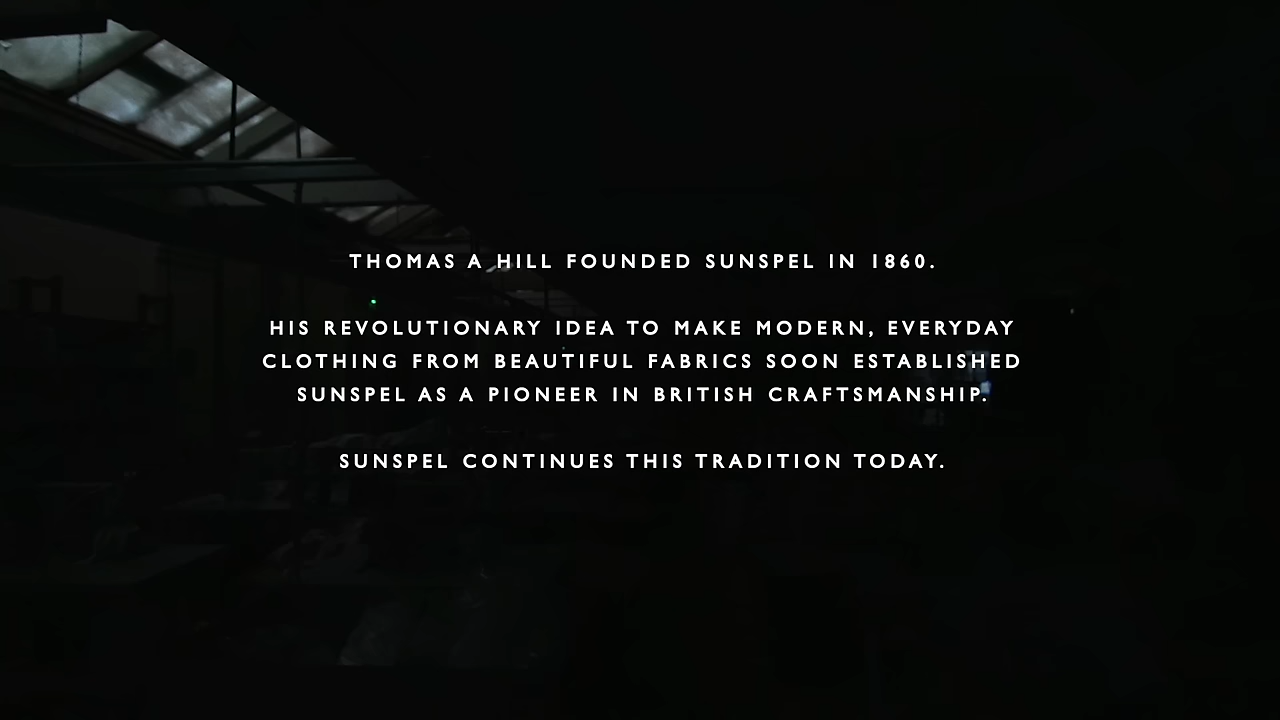 THOMAS A HILL FOUNDED SUNSPEL IN 1860.
HIS REVOLUTIONARY IDEA TO MAKE MODERN, EVERYDAY
CLOTHING FROM BEAUTIFUL FABRICS SOON ESTABLISHED
SUNSPEL AS A PIONEER IN BRITISH CRAFTSMANSHIP.
SUNSPEL CONTINUES THIS TRADITION TODAY.